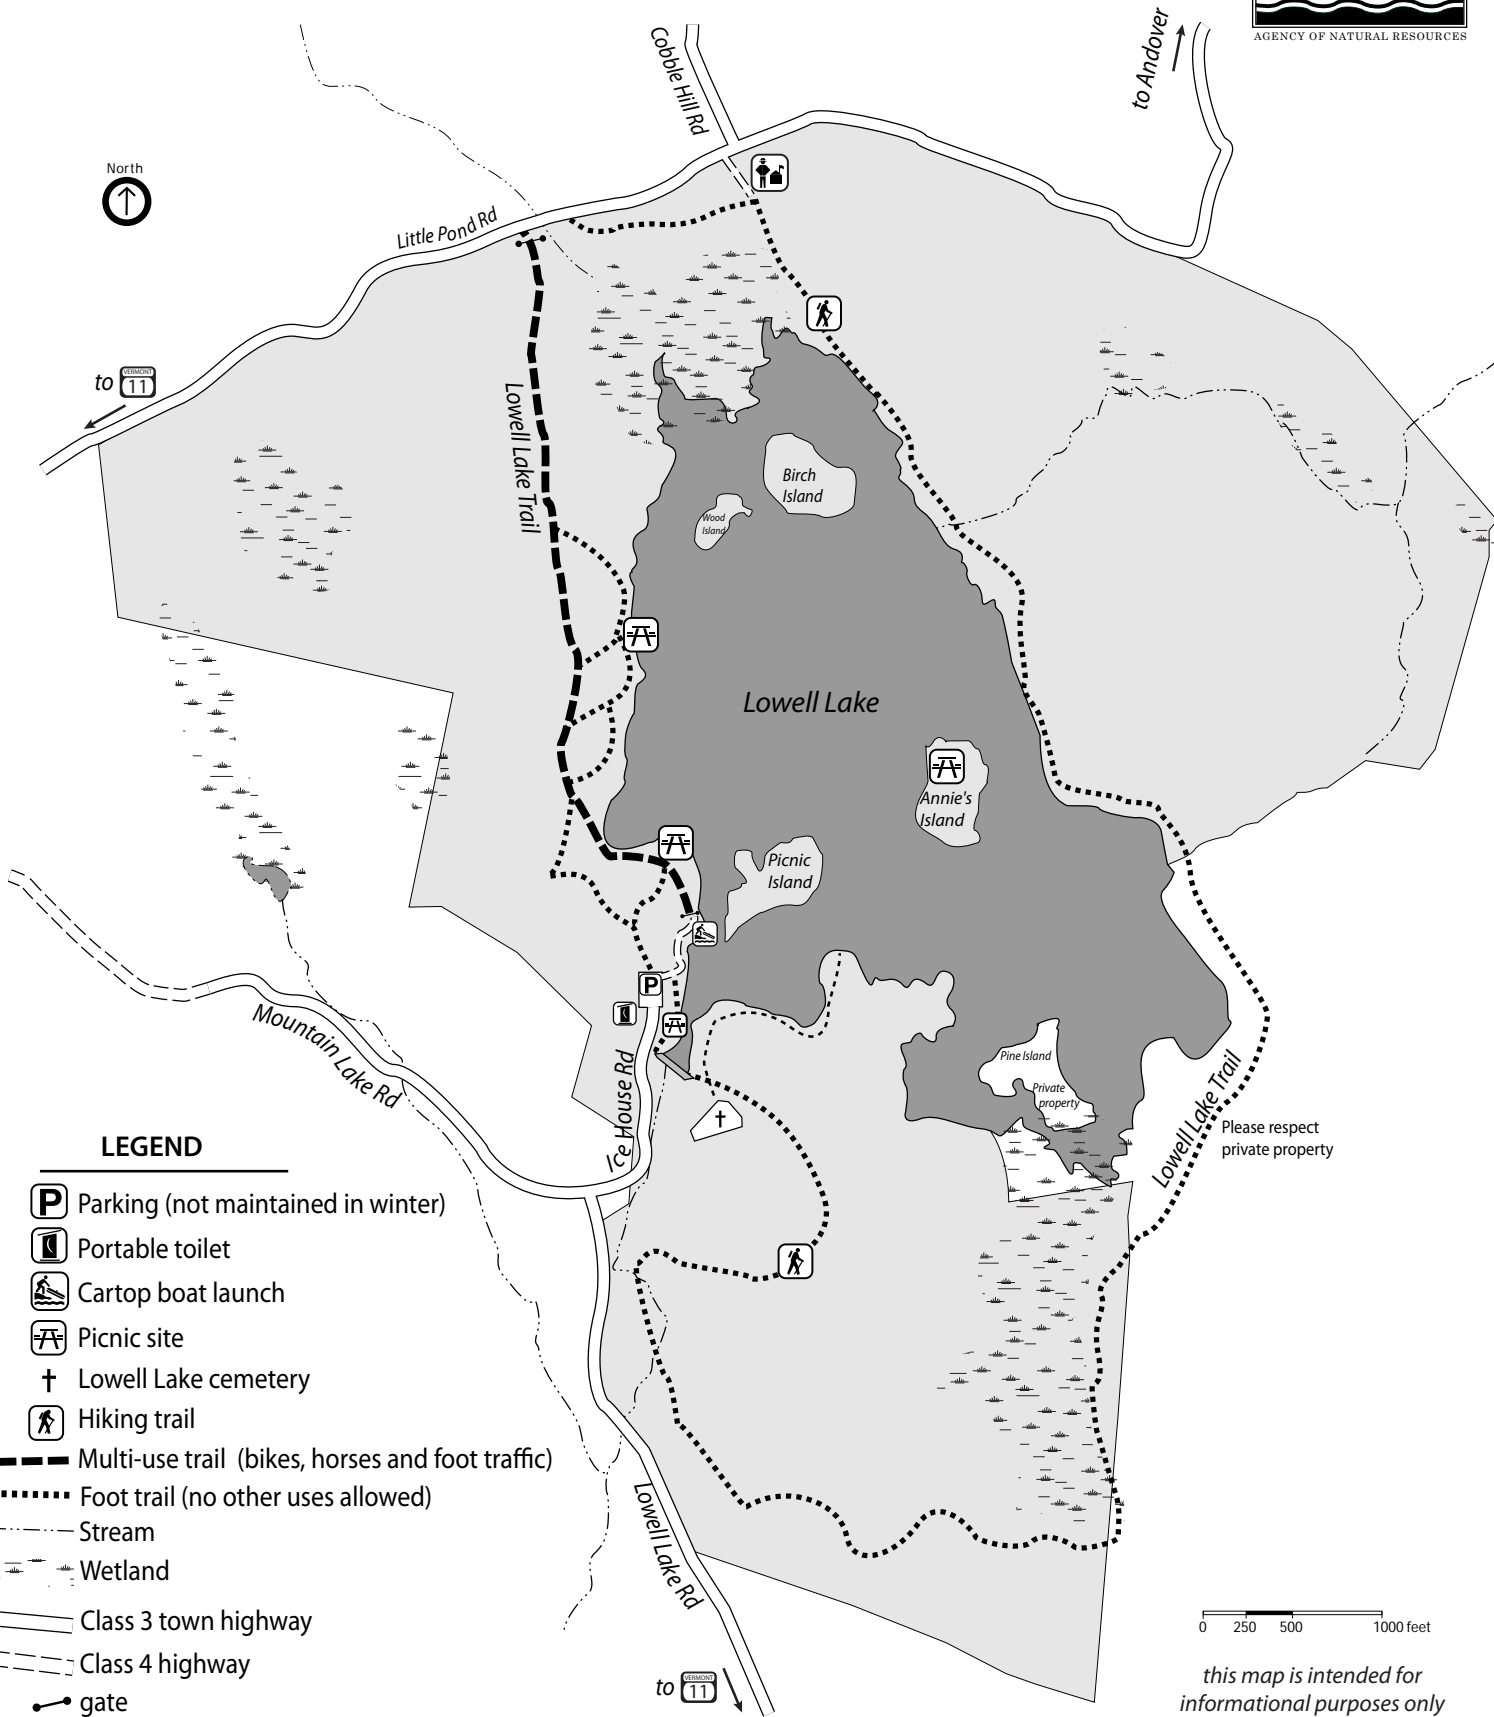 AGENCY OF NATURAL RESOURCES
to Andover
Cobble Hill Rd
North
Little Pond Rd
to VERMONT 11
Lowell Lake Trail
Birch
Island
Wood
Island
Lowell Lake
Annie's
Island
Picnic
Island
P
Mountain Lake Rd
Ice House Rd
Pine Island
Private
property
Lowell Lake Trail
Please respect
private property
LEGEND
P Parking (not maintained in winter)
Portable toilet
Cartop boat launch
Picnic site
Lowell Lake cemetery
Hiking trail
Multi-use trail (bikes, horses and foot traffic)
Foot trail (no other uses allowed)
Stream
Wetland
Class 3 town highway
Class 4 highway
gate
Lowell Lake Rd
to VERMONT 11
0 250 500 1000 feet
this map is intended for
informational purposes only